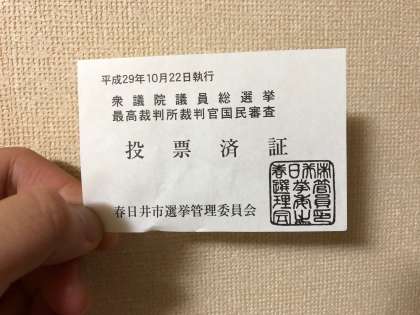 平成29年10月22日執行
衆議院議員総選挙
最高裁判所裁判官国民審査
投票済証
春日井市選挙管理委員会